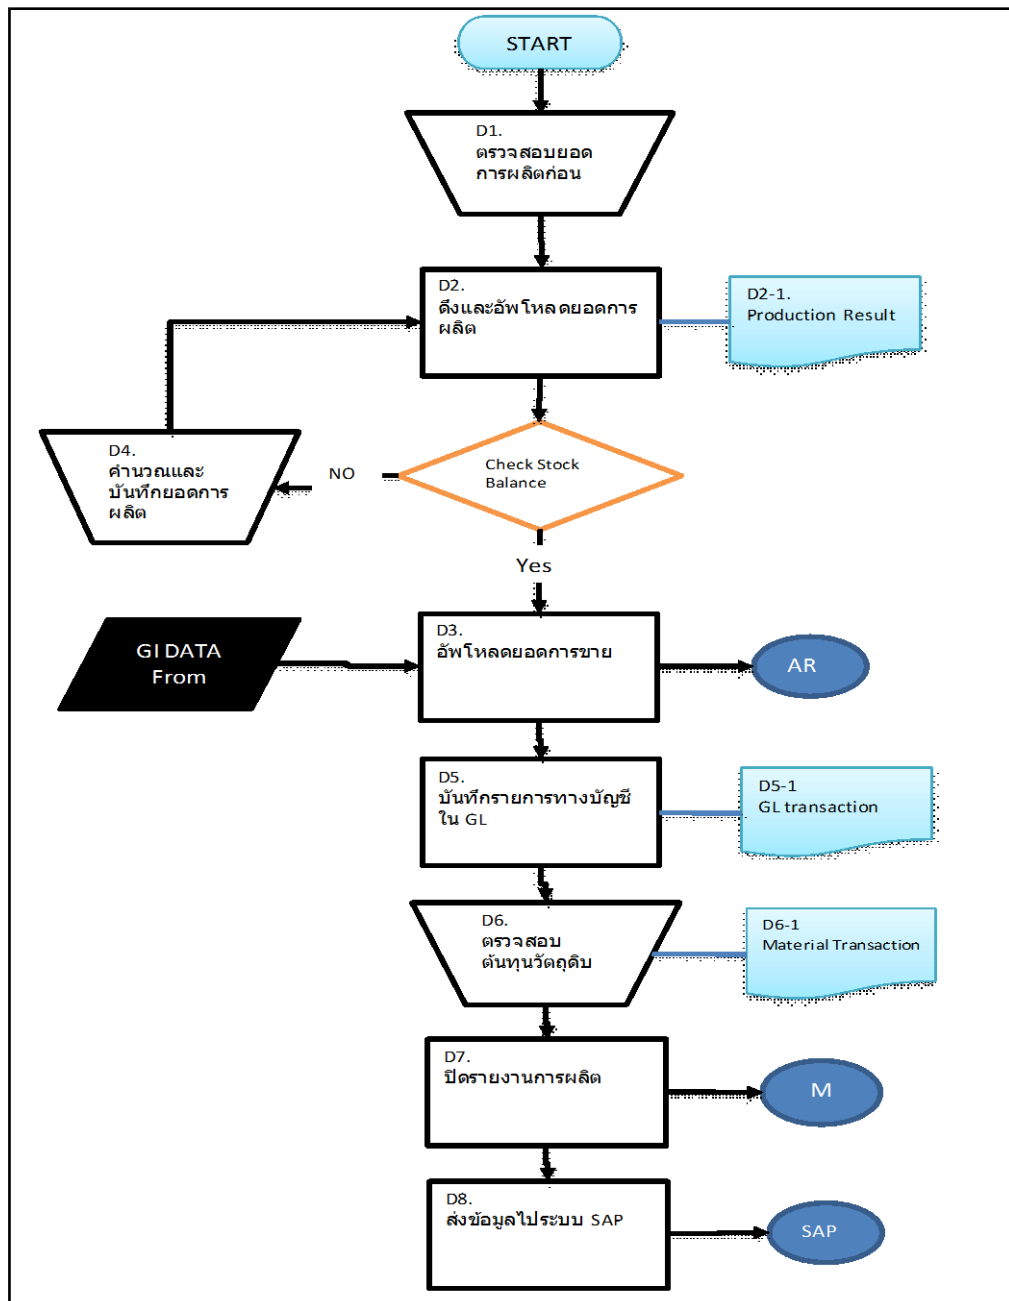 START
D1.
ตรวจสอบยอด
การผลิตก่อน
D2.
ดึงและอัพโหลดยอดการ
ผลิต
D2-1.
Production Result
D4.
คำนวณและ
บันทึกยอดการ
ผลิต
NO
Check Stock
Balance
Yes
GI DATA
From
D3.
อัพโหลดยอดการขาย
AR
D5.
บันทึกรายการทางบัญชี
ใน GL
D5-1
GL transaction
D6.
ตรวจสอบ
ต้นทุนวัตถุดิบ
D6-1
Material Transaction
D7.
ปิดรายงานการผลิต
M
D8.
ส่งข้อมูลไประบบ SAP
SAP